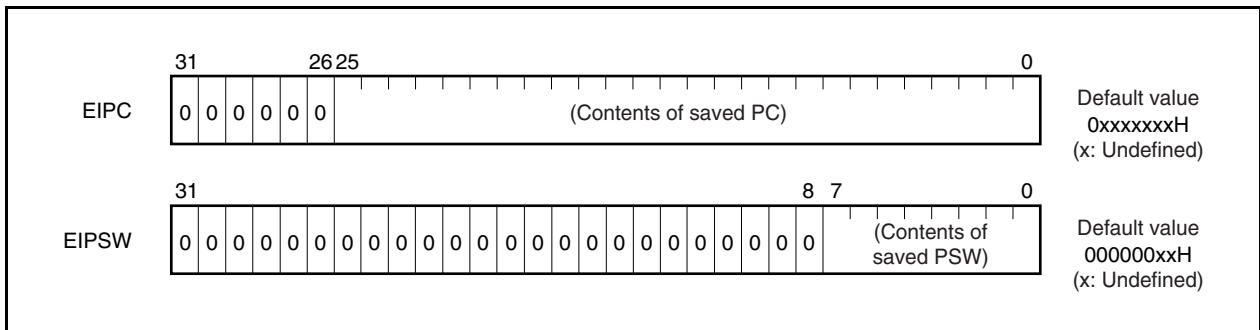 31 26 25 0
EIPC 0 0 0 0 0 0 (Contents of saved PC)
Default value
0xxxxxxxH
(x: Undefined)
31 8 7 0
EIPSW 0 0 0 0 0 0 0 0 0 0 0 0 0 0 0 0 0 0 0 0 0 0 0 0 (Contents of
saved PSW)
Default value
000000xxH
(x: Undefined)